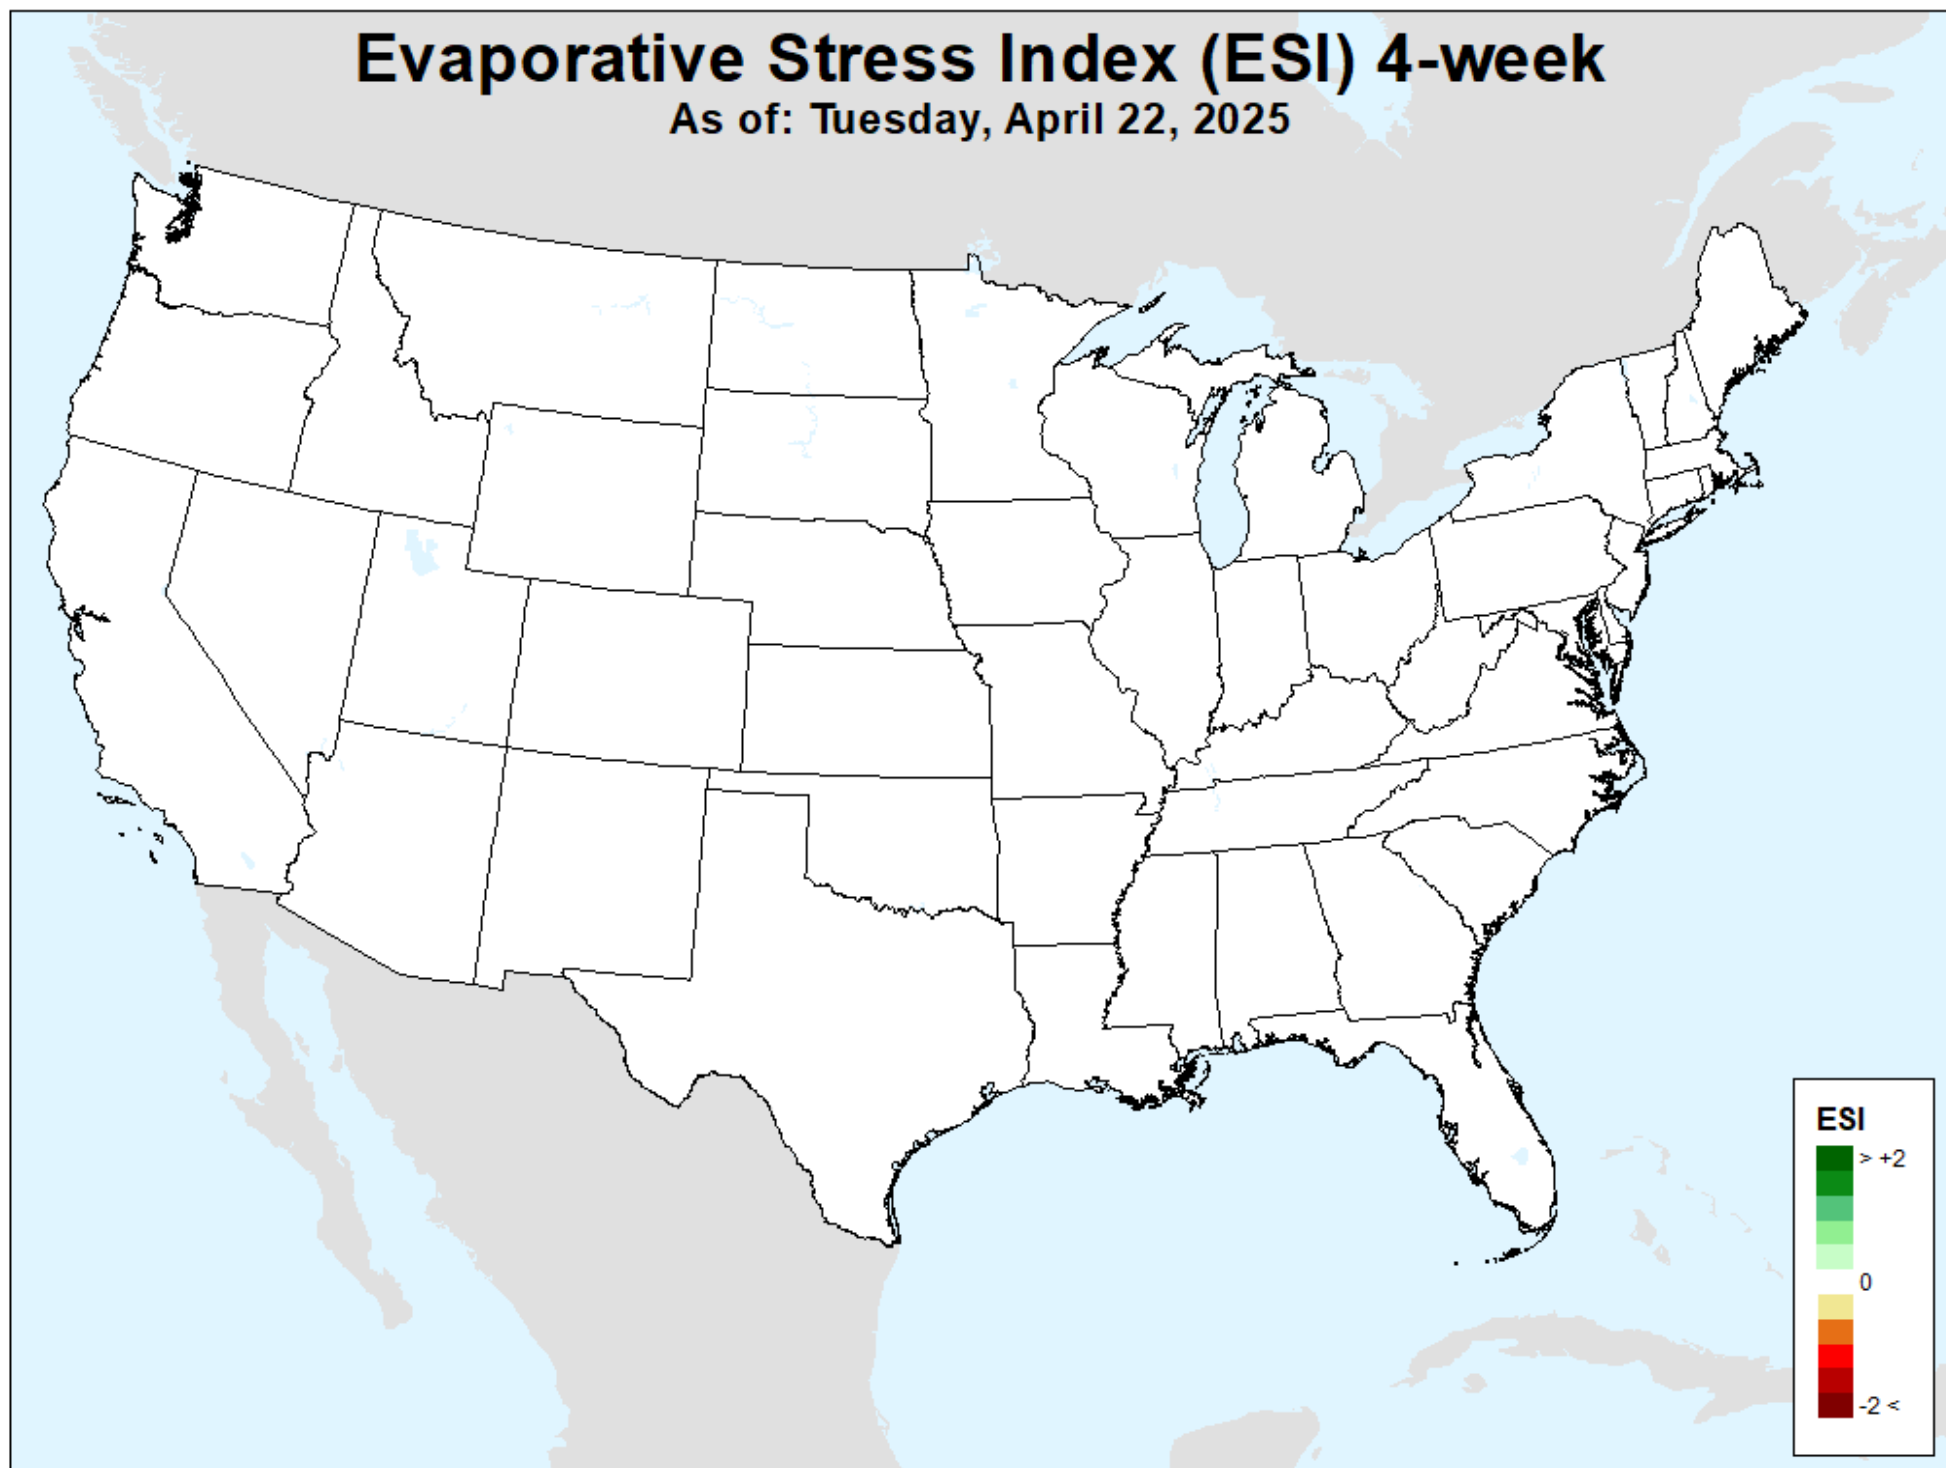 Evaporative Stress Index (ESI) 4-week
As of: Tuesday, April 22, 2025
ESI
> +2
0
-2 <